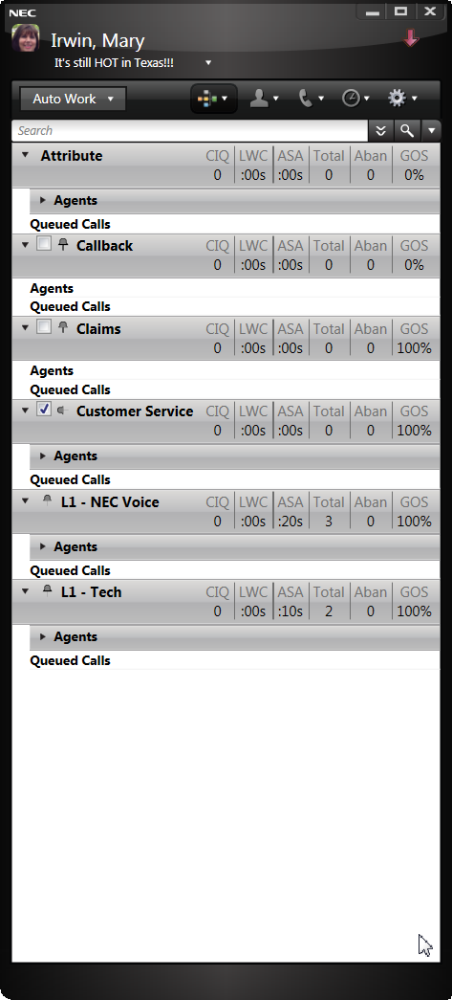 NEC
Irwin, Mary
It's still HOT in Texas!!!
Auto Work
Search
Attribute CIQ LWC ASA Total Aban GOS
0 :00s :00s 0 0 0%
Agents
Queued Calls
Callback CIQ LWC ASA Total Aban GOS
0 :00s :00s 0 0 0%
Agents
Queued Calls
Claims CIQ LWC ASA Total Aban GOS
0 :00s :00s 0 0 100%
Agents
Queued Calls
Customer Service CIQ LWC ASA Total Aban GOS
0 :00s :00s 0 0 100%
Agents
Queued Calls
L1 - NEC Voice CIQ LWC ASA Total Aban GOS
0 :00s :20s 3 0 100%
Agents
Queued Calls
L1 - Tech CIQ LWC ASA Total Aban GOS
0 :00s :10s 2 0 100%
Agents
Queued Calls